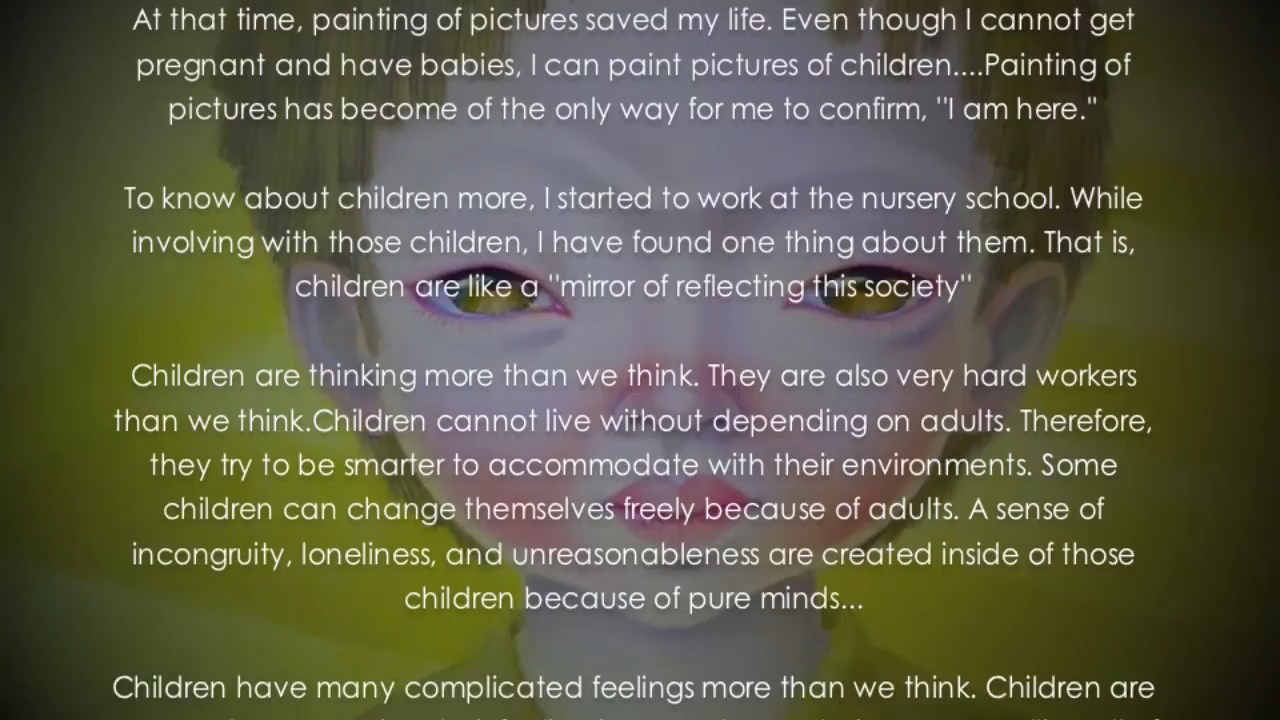 At that time, painting of pictures saved my life. Even though I cannot get
pregnant and have babies, I can paint pictures of children....Painting of
pictures has become of the only way for me to confirm, "I am here."
To know about children more, I started to work at the nursery school. While
involving with those children, I have found one thing about them. That is,
children are like a "mirror of reflecting this society"
Children are thinking more than we think. They are also very hard workers
than we think.Children cannot live without depending on adults. Therefore,
they try to be smarter to accommodate with their environments. Some
children can change themselves freely because of adults. A sense of
incongruity, loneliness, and unreasonableness are created inside of those
children because of pure minds...
Children have many complicated feelings more than we think. Children are